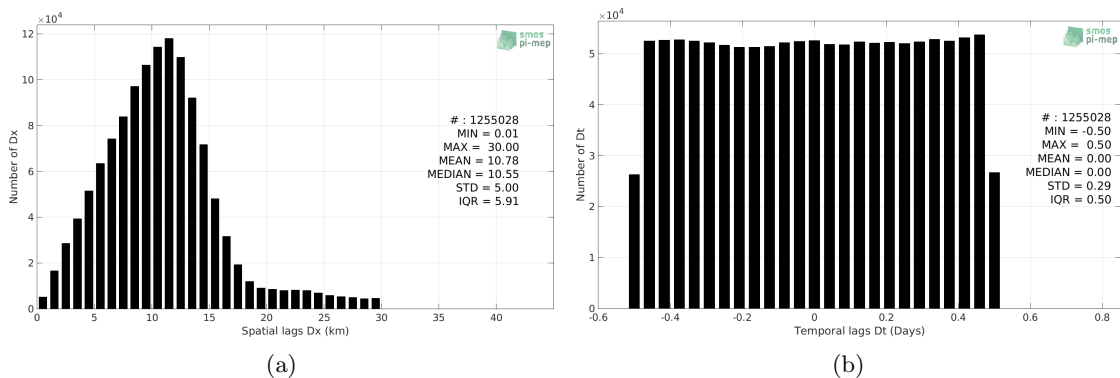 ×10⁴
12
10
8
6
4
2
0
0
5
10
15
20
25
30
35
40
Number of Dx
Spatial lags Dx (km)
smos
pi-mep
# : 1255028
MIN = 0.01
MAX = 30.00
MEAN = 10.78
MEDIAN = 10.55
STD = 5.00
IQR = 5.91
(a)
×10⁴
5
4
3
2
1
0
-0.6
-0.4
-0.2
0
0.2
0.4
0.6
0.8
Number of Dt
Temporal lags Dt (Days)
smos
pi-mep
# : 1255028
MIN = -0.50
MAX = 0.50
MEAN = 0.00
MEDIAN = 0.00
STD = 0.29
IQR = 0.50
(b)